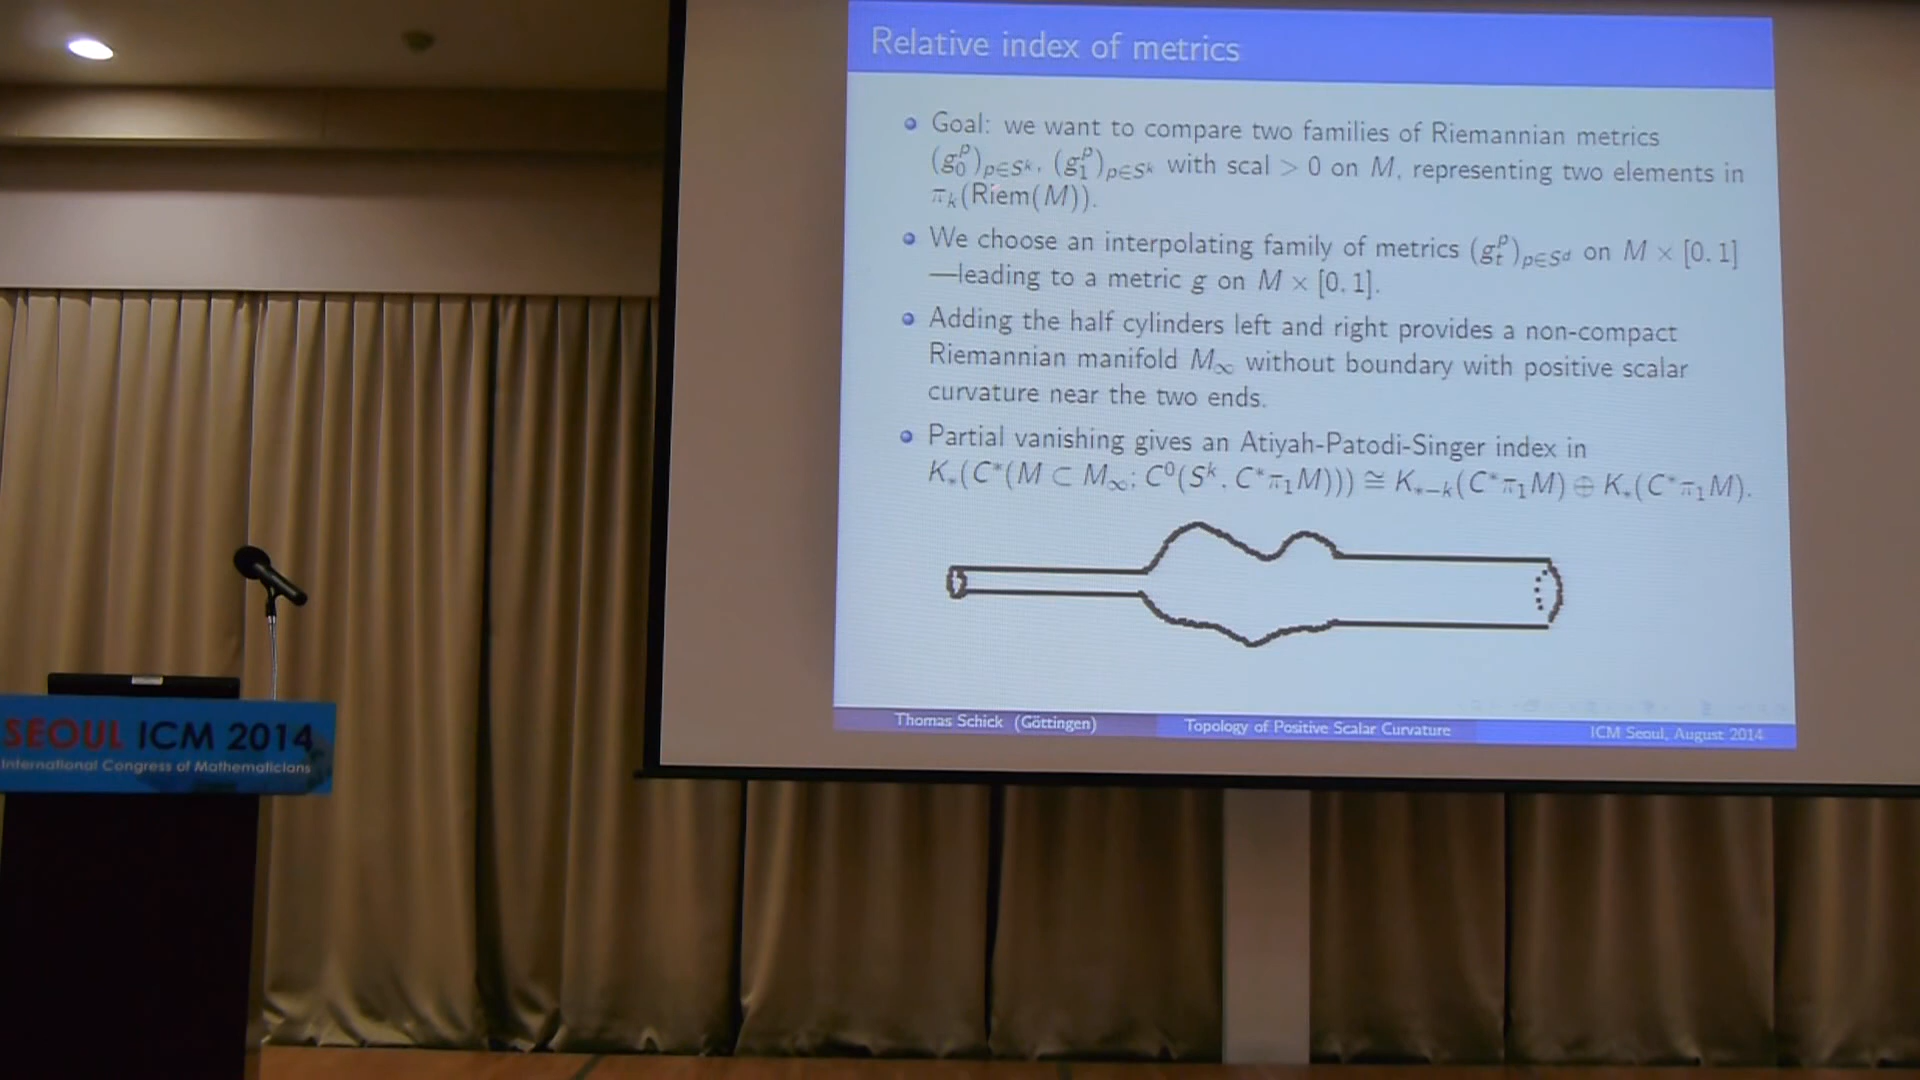 Relative index of metrics
Goal: we want to compare two families of Riemannian metrics
(g₀ᵖ)p∈Sᵏ, (g₁ᵖ)p∈Sᵏ with scal > 0 on M, representing two elements in
πₖ(Riem(M)).
We choose an interpolating family of metrics (gₜᵖ)p∈Sᵈ on M × [0, 1]
—leading to a metric g on M × [0, 1].
Adding the half cylinders left and right provides a non-compact
Riemannian manifold M∞ without boundary with positive scalar
curvature near the two ends.
Partial vanishing gives an Atiyah-Patodi-Singer index in
K*(C*(M ⊂ M∞; C⁰(Sᵏ, C*π₁M))) ≅ K*₋ₖ(C*π₁M) ⊕ K*(C*π₁M).
Thomas Schick (Göttingen) Topology of Positive Scalar Curvature ICM Seoul, August 2014
SEOUL ICM 2014
International Congress of Mathematicians